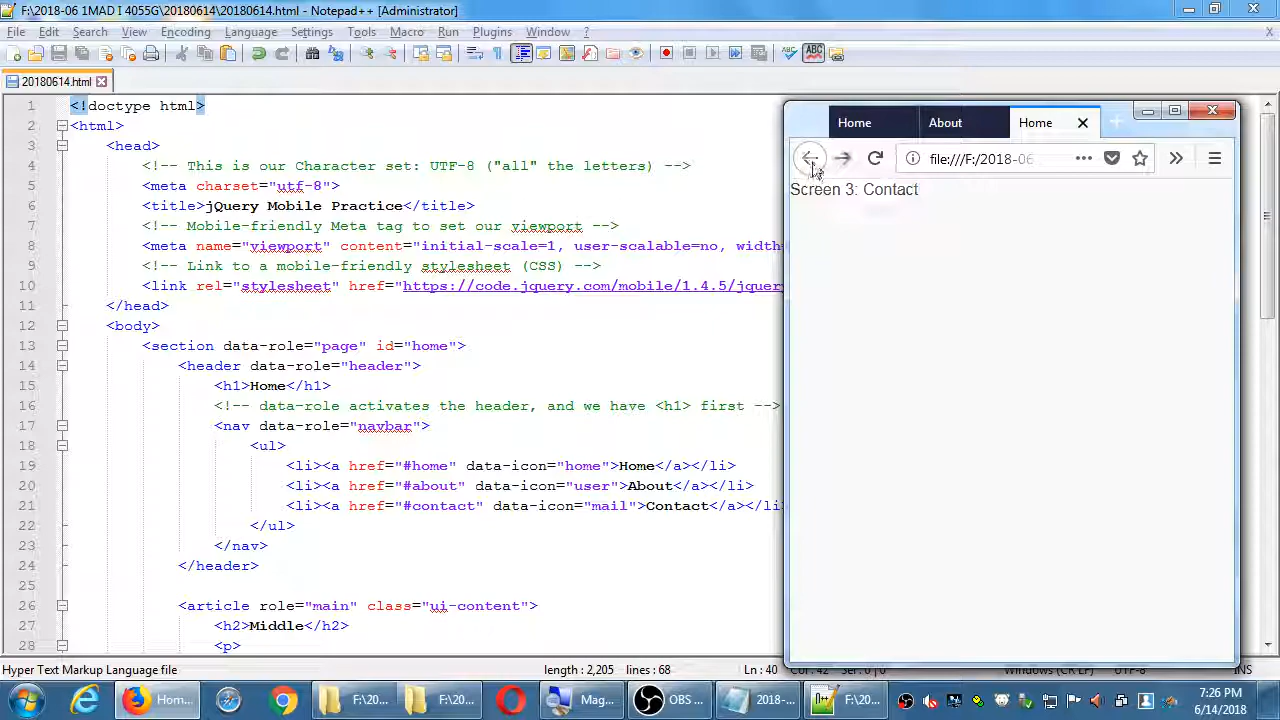 F:\2018-06 1MAD I 4055G\20180614\20180614.html - Notepad++ [Administrator]
File Edit Search View Encoding Language Settings Tools Macro Run Plugins Window ? X
20180614.html
1 <!doctype html>
2 <html>
3 <head>
4 <!-- This is our Character set: UTF-8 ("all" the letters) -->
5 <meta charset="utf-8">
6 <title>jQuery Mobile Practice</title>
7 <!-- Mobile-friendly Meta tag to set our viewport -->
8 <meta name="viewport" content="initial-scale=1, user-scalable=no, width=
9 <!-- Link to a mobile-friendly stylesheet (CSS) -->
10 <link rel="stylesheet" href="https://code.jquery.com/mobile/1.4.5/jquery
11 </head>
12 <body>
13 <section data-role="page" id="home">
14 <header data-role="header">
15 <h1>Home</h1>
16 <!-- data-role activates the header, and we have <h1> first -->
17 <nav data-role="navbar">
18 <ul>
19 <li><a href="#home" data-icon="home">Home</a></li>
20 <li><a href="#about" data-icon="user">About</a></li>
21 <li><a href="#contact" data-icon="mail">Contact</a></li
22 </ul>
23 </nav>
24 </header>
25
26 <article role="main" class="ui-content">
27 <h2>Middle</h2>
28 <p>
Home About Home
file:///F:/2018-06
Screen 3: Contact
Hyper Text Markup Language file length : 2,205 lines : 68 Ln : 40 Col : 42 Sel : 0 | 0 Windows (CR LF) UTF-8 INS
Hom... F:\20... F:\20... Mag... OBS ... 2018-... F:\2... 7:26 PM
6/14/2018